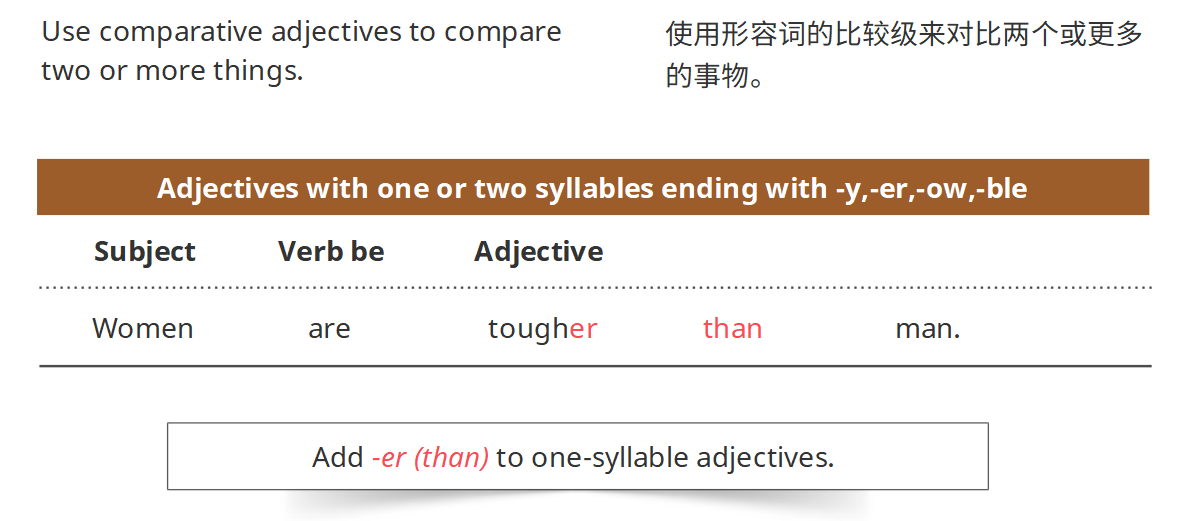 Use comparative adjectives to compare
two or more things.
使用形容词的比较级来对比两个或更多
的事物。
Adjectives with one or two syllables ending with -y,-er,-ow,-ble
Subject Verb be Adjective
Women are tougher than man.
Add -er (than) to one-syllable adjectives.